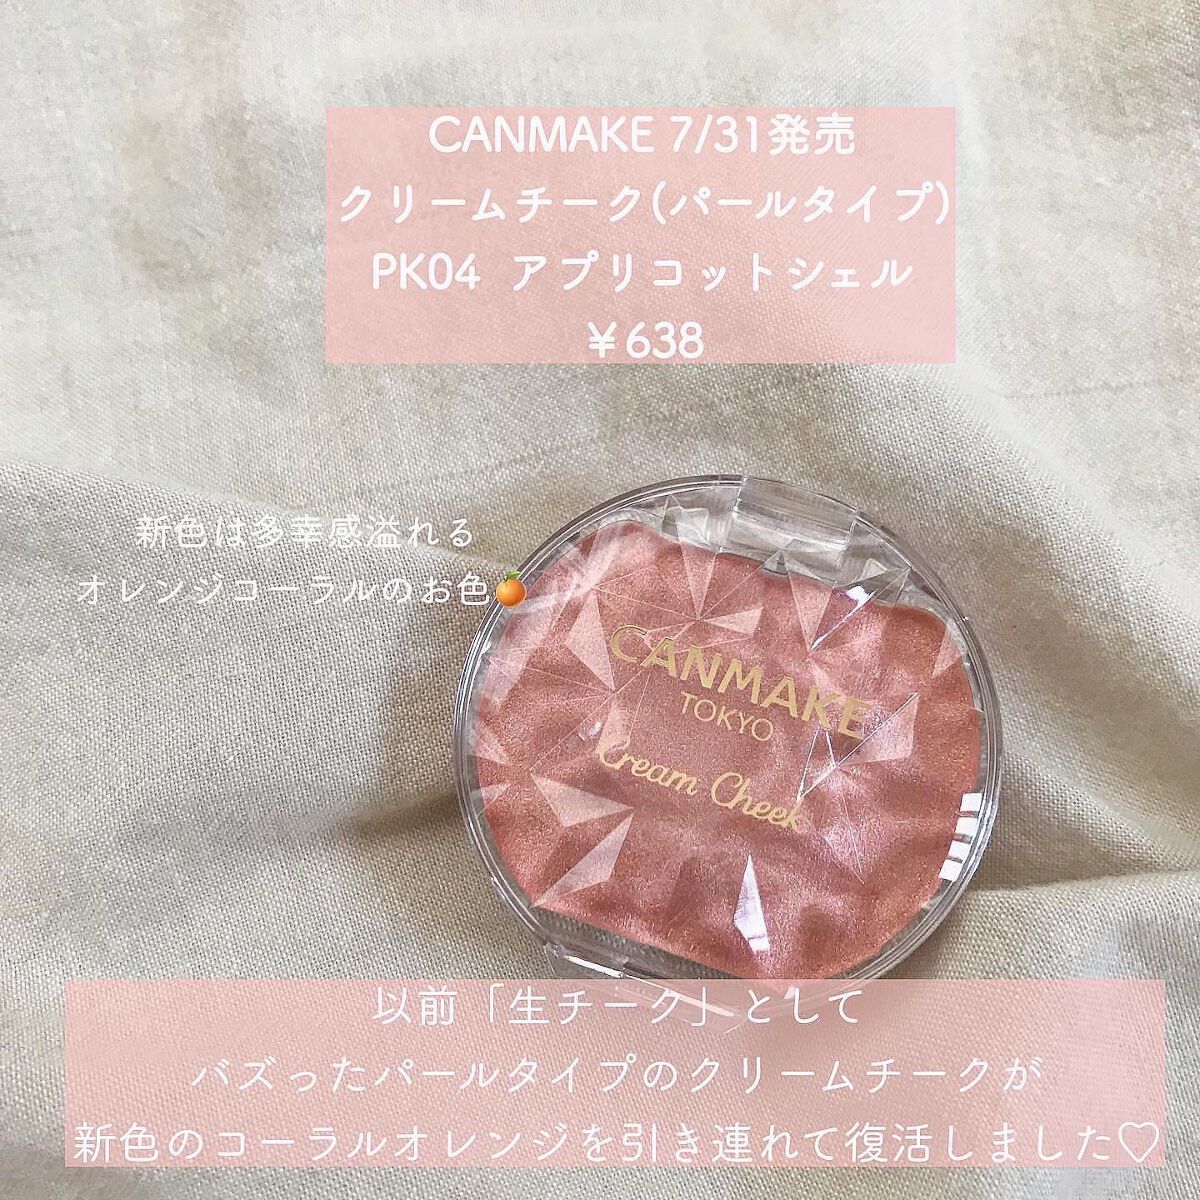 CANMAKE 7/31発売
クリームチーク(パールタイプ)
PK04 アプリコットシェル
￥638
新色は多幸感溢れる
オレンジコーラルのお色🍊
CANMAKE
TOKYO
Cream Cheek
以前「生チーク」として
バズったパールタイプのクリームチークが
新色のコーラルオレンジを引き連れて復活しました♡